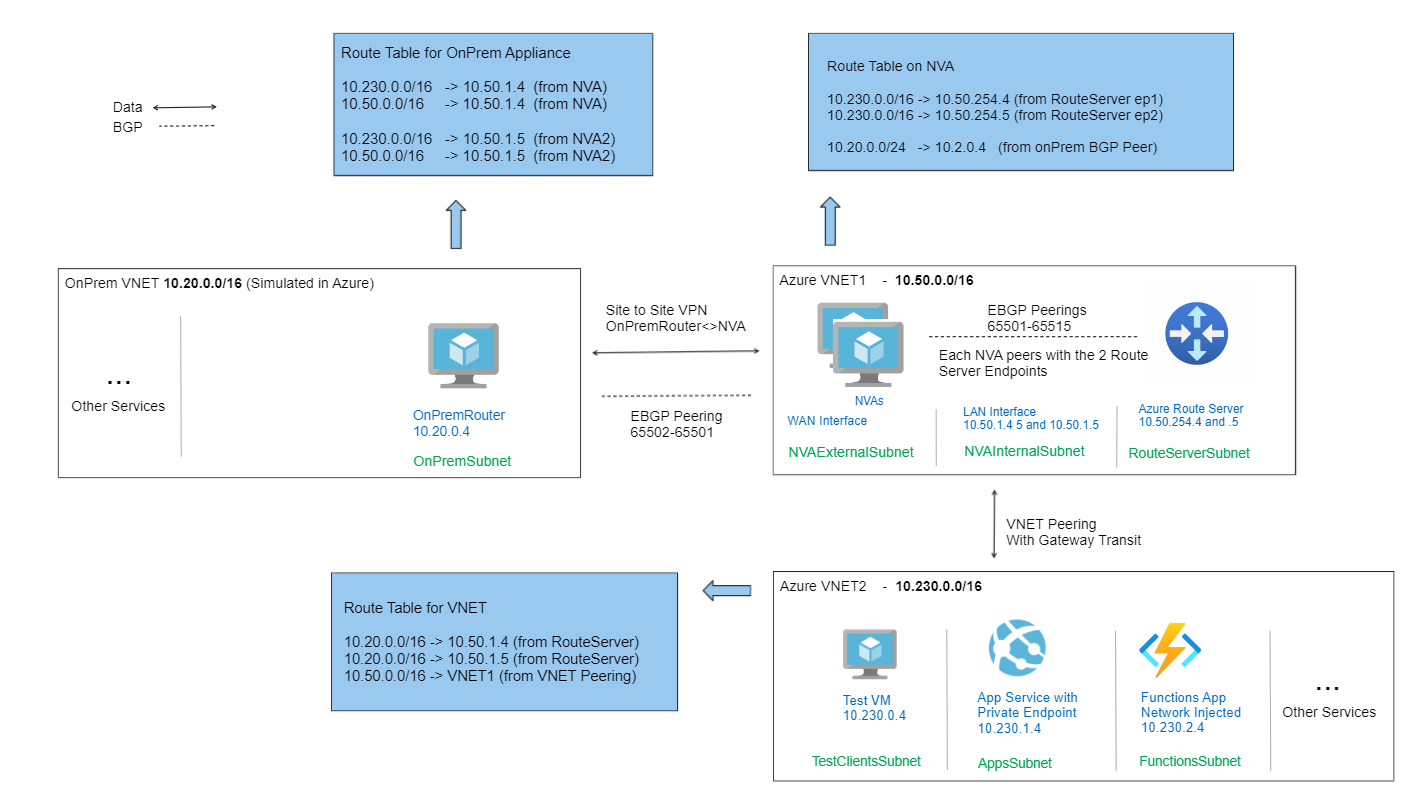 Route Table for OnPrem Appliance
10.230.0.0/16 -> 10.50.1.4 (from NVA)
10.50.0.0/16 -> 10.50.1.4 (from NVA)
10.230.0.0/16 -> 10.50.1.5 (from NVA2)
10.50.0.0/16 -> 10.50.1.5 (from NVA2)
Route Table on NVA
10.230.0.0/16 -> 10.50.254.4 (from RouteServer ep1)
10.230.0.0/16 -> 10.50.254.5 (from RouteServer ep2)
10.20.0.0/24 -> 10.2.0.4 (from onPrem BGP Peer)
Data
BGP
OnPrem VNET 10.20.0.0/16 (Simulated in Azure)
...
Other Services
OnPremRouter
10.20.0.4
OnPremSubnet
Site to Site VPN
OnPremRouter<>NVA
EBGP Peering
65502-65501
Azure VNET1 - 10.50.0.0/16
EBGP Peerings
65501-65515
Each NVA peers with the 2 Route
Server Endpoints
NVAs
WAN Interface
NVAExternalSubnet
LAN Interface
10.50.1.4 5 and 10.50.1.5
NVAInternalSubnet
Azure Route Server
10.50.254.4 and .5
RouteServerSubnet
VNET Peering
With Gateway Transit
Route Table for VNET
10.20.0.0/16 -> 10.50.1.4 (from RouteServer)
10.20.0.0/16 -> 10.50.1.5 (from RouteServer)
10.50.0.0/16 -> VNET1 (from VNET Peering)
Azure VNET2 - 10.230.0.0/16
Test VM
10.230.0.4
TestClientsSubnet
App Service with
Private Endpoint
10.230.1.4
AppsSubnet
Functions App
Network Injected
10.230.2.4
FunctionsSubnet
...
Other Services